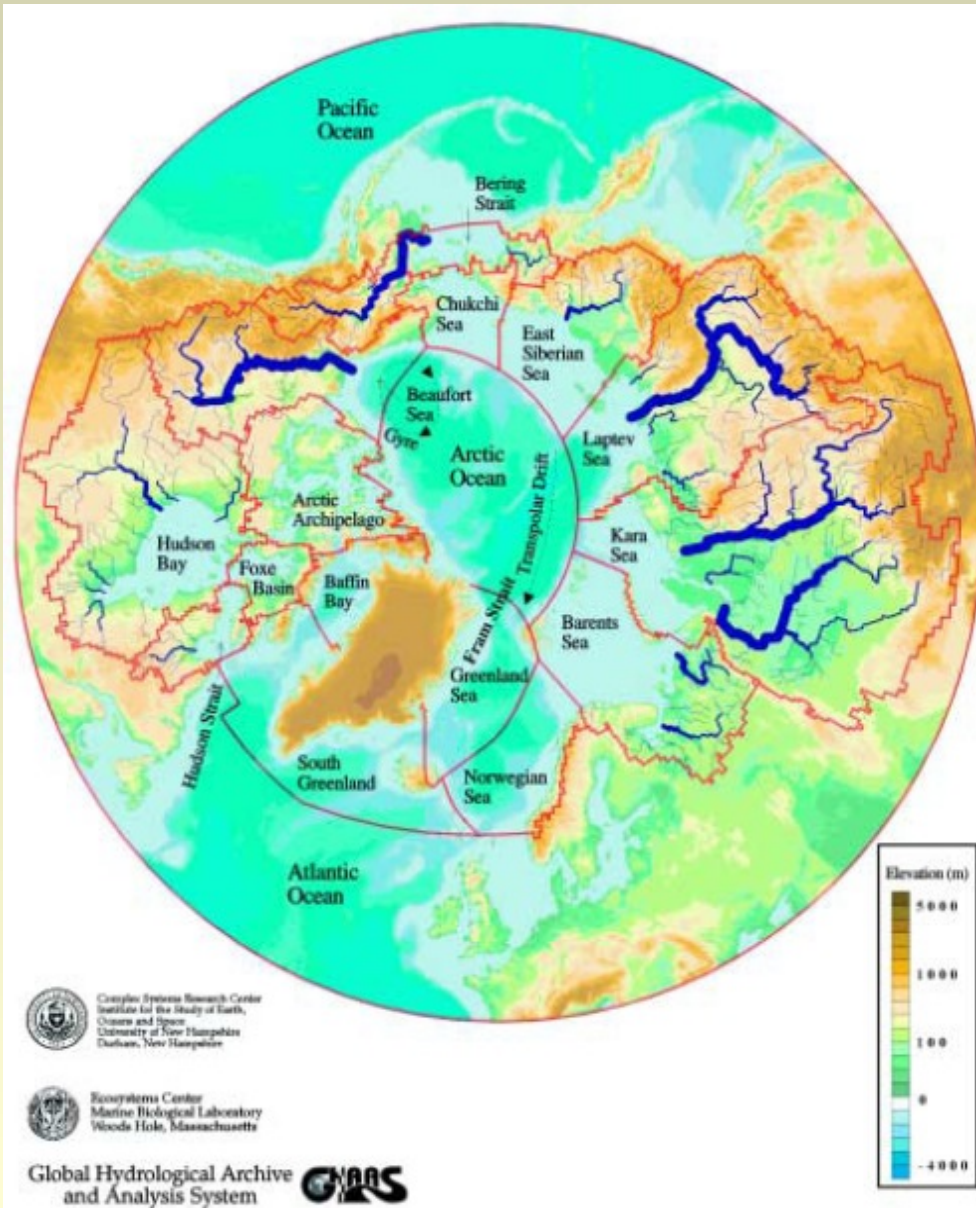 Pacific
Ocean
Bering
Strait
Chukchi
Sea
East
Siberian
Sea
Beaufort
Sea
Gyre
Laptev
Sea
Arctic
Ocean
Transpolar Drift
Arctic
Archipelago
Kara
Sea
Hudson
Bay
Foxe
Basin
Baffin
Bay
Fram Strait
Barents
Sea
Greenland
Sea
Hudson Strait
South
Greenland
Norwegian
Sea
Atlantic
Ocean
Elevation (m)
5000
1000
100
0
-4000
Complex Systems Research Center
Institute for the Study of Earth,
Oceans and Space
University of New Hampshire
Durham, New Hampshire
Ecosystems Center
Marine Biological Laboratory
Woods Hole, Massachusetts
Global Hydrological Archive
and Analysis System
GHAAS